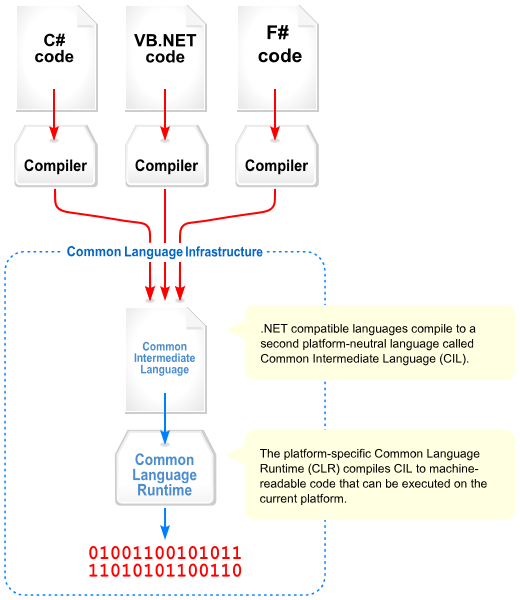 C#
code
VB.NET
code
F#
code
Compiler
Compiler
Compiler
Common Language Infrastructure
Common
Intermediate
Language
.NET compatible languages compile to a
second platform-neutral language called
Common Intermediate Language (CIL).
Common
Language
Runtime
The platform-specific Common Language
Runtime (CLR) compiles CIL to machine-
readable code that can be executed on the
current platform.
01001100101011
11010101100110